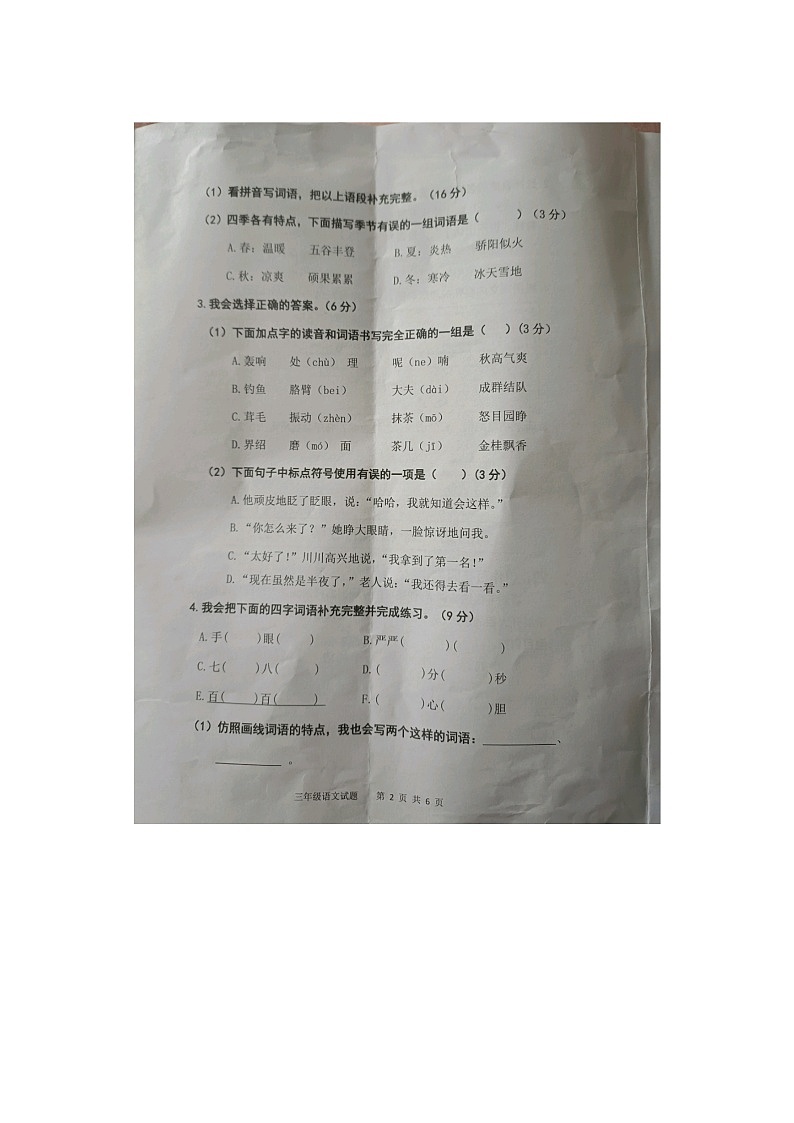 (1) 看拼音写词语，把以上语段补充完整。(16分)
(2) 四季各有特点，下面描写季节有误的一组词语是（　　）(3分)
A.春：温暖　五谷丰登　B.夏：炎热　骄阳似火
C.秋：凉爽　硕果累累　D.冬：寒冷　冰天雪地
3.我会选择正确的答案。(6分)
(1) 下面加点字的读音和词语书写完全正确的一组是（　　）(3分)
A.轰响　处(chù) 理　呢(ne)喃　秋高气爽
B.钓鱼　胳臂(bei)　大夫(dài)　成群结队
C.茸毛　振动(zhèn)　抹茶(mō)　怒目园睁
D.界绍　磨(mó) 面　茶几(jī)　金桂飘香
(2) 下面句子中标点符号使用有误的一项是（　　）(3分)
A.他顽皮地眨了眨眼，说：“哈哈，我就知道会这样。”
B.“你怎么来了？”她睁大眼睛，一脸惊讶地问我。
C.“太好了！”川川高兴地说，“我拿到了第一名！”
D.“现在虽然是半夜了，”老人说：“我还得去看一看。”
4.我会把下面的四字词语补充完整并完成练习。(9分)
A.手(　　)眼(　　)　B.严严(　　)(　　)
C.七(　　)八(　　)　D.(　　)分(　　)秒
E.百(　　)百(　　)　F.(　　)心(　　)胆
(1) 仿照画线词语的特点，我也会写两个这样的词语：__________、
__________。
三年级语文试题　第 2 页 共 6 页